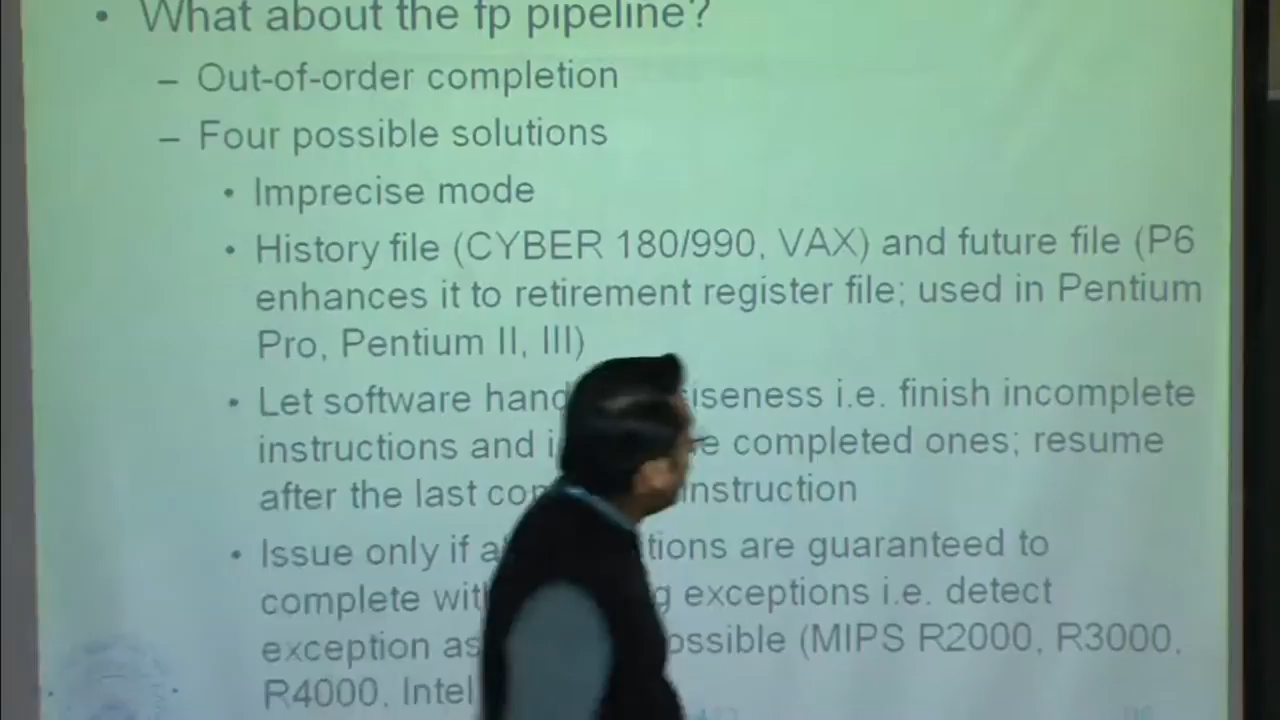 • What about the fp pipeline?
– Out-of-order completion
– Four possible solutions
• Imprecise mode
• History file (CYBER 180/990, VAX) and future file (P6
enhances it to retirement register file; used in Pentium
Pro, Pentium II, III)
• Let software hand iseness i.e. finish incomplete
instructions and i e completed ones; resume
after the last co instruction
• Issue only if a tions are guaranteed to
complete wit g exceptions i.e. detect
exception as ossible (MIPS R2000, R3000,
R4000, Intel